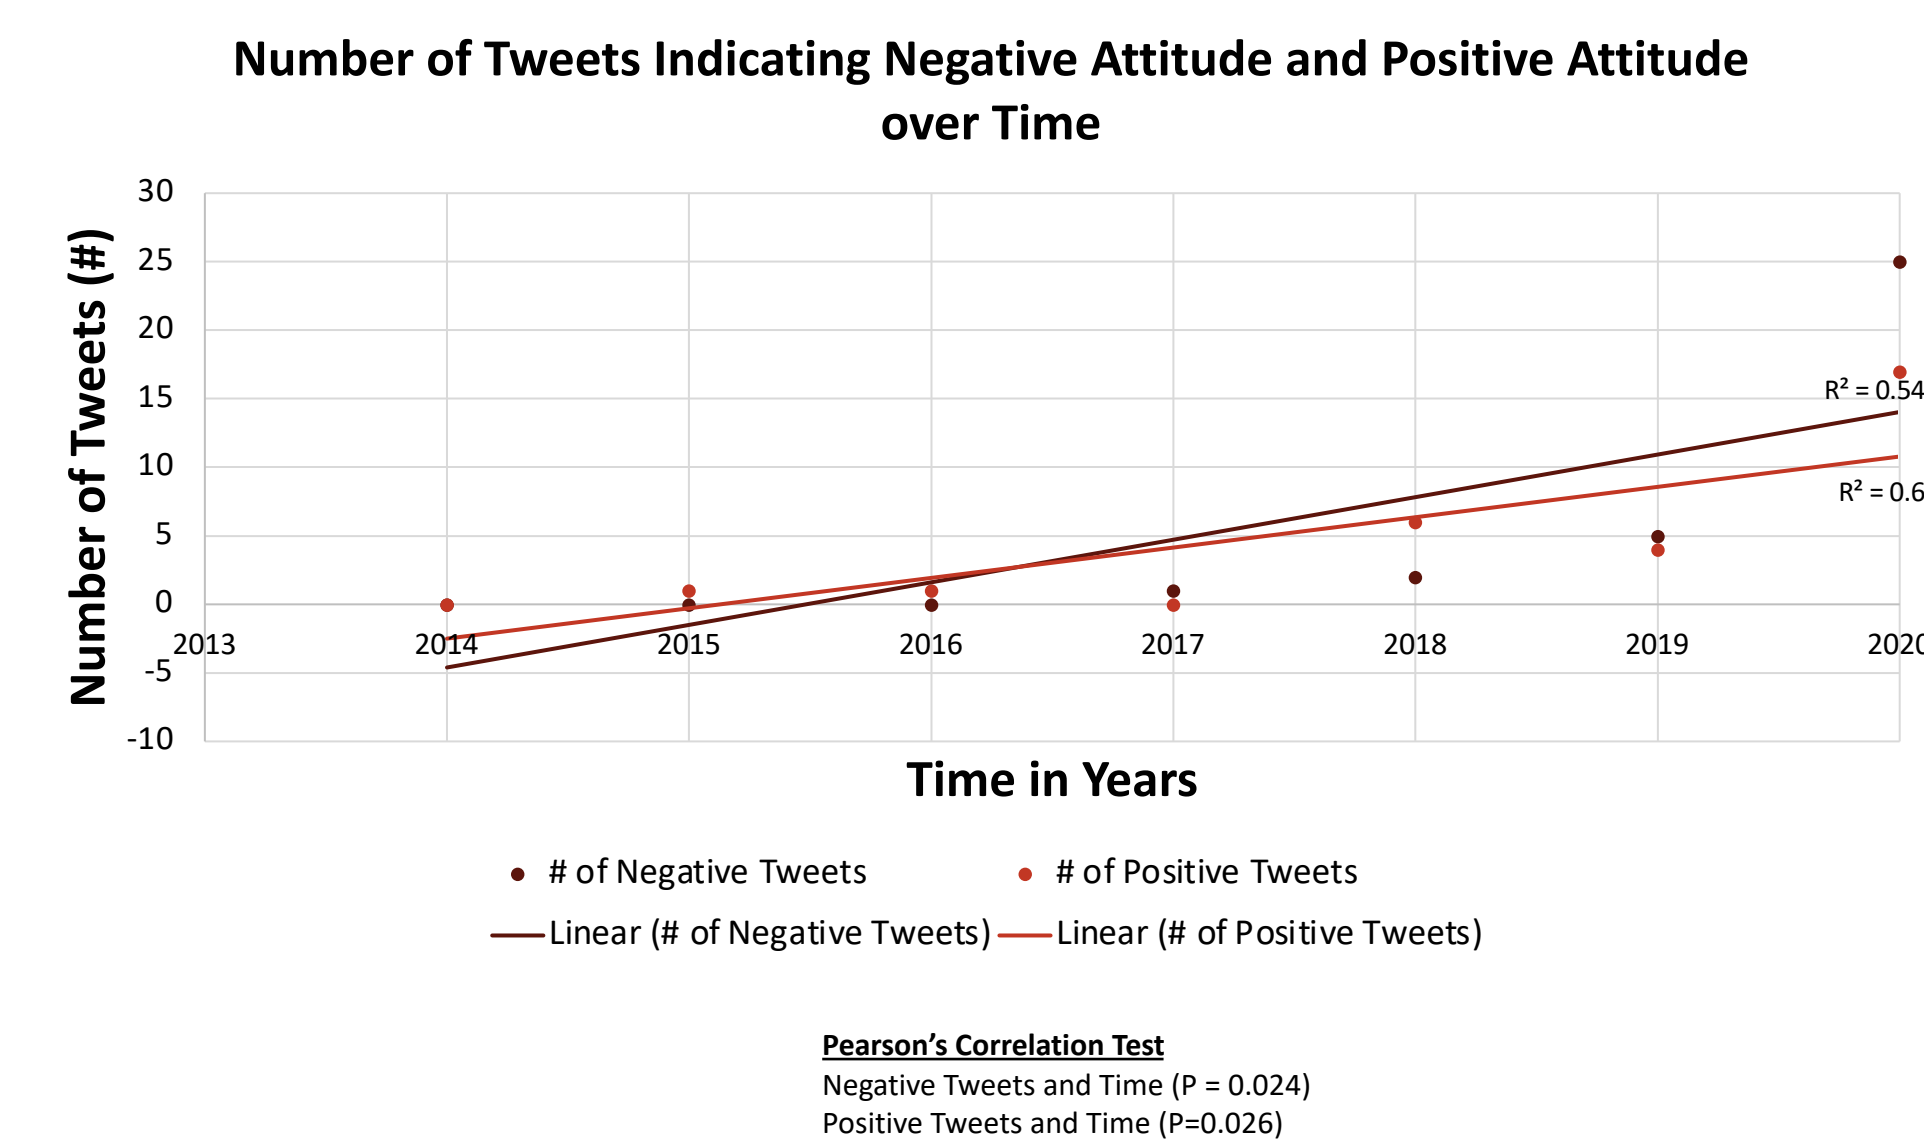 Number of Tweets Indicating Negative Attitude and Positive Attitude
over Time
Number of Tweets (#)
30
25
20
15
10
5
0
-5
-10
R² = 0.54
R² = 0.6
2013 2014 2015 2016 2017 2018 2019 2020
Time in Years
# of Negative Tweets # of Positive Tweets
Linear (# of Negative Tweets) Linear (# of Positive Tweets)
Pearson’s Correlation Test
Negative Tweets and Time (P = 0.024)
Positive Tweets and Time (P=0.026)